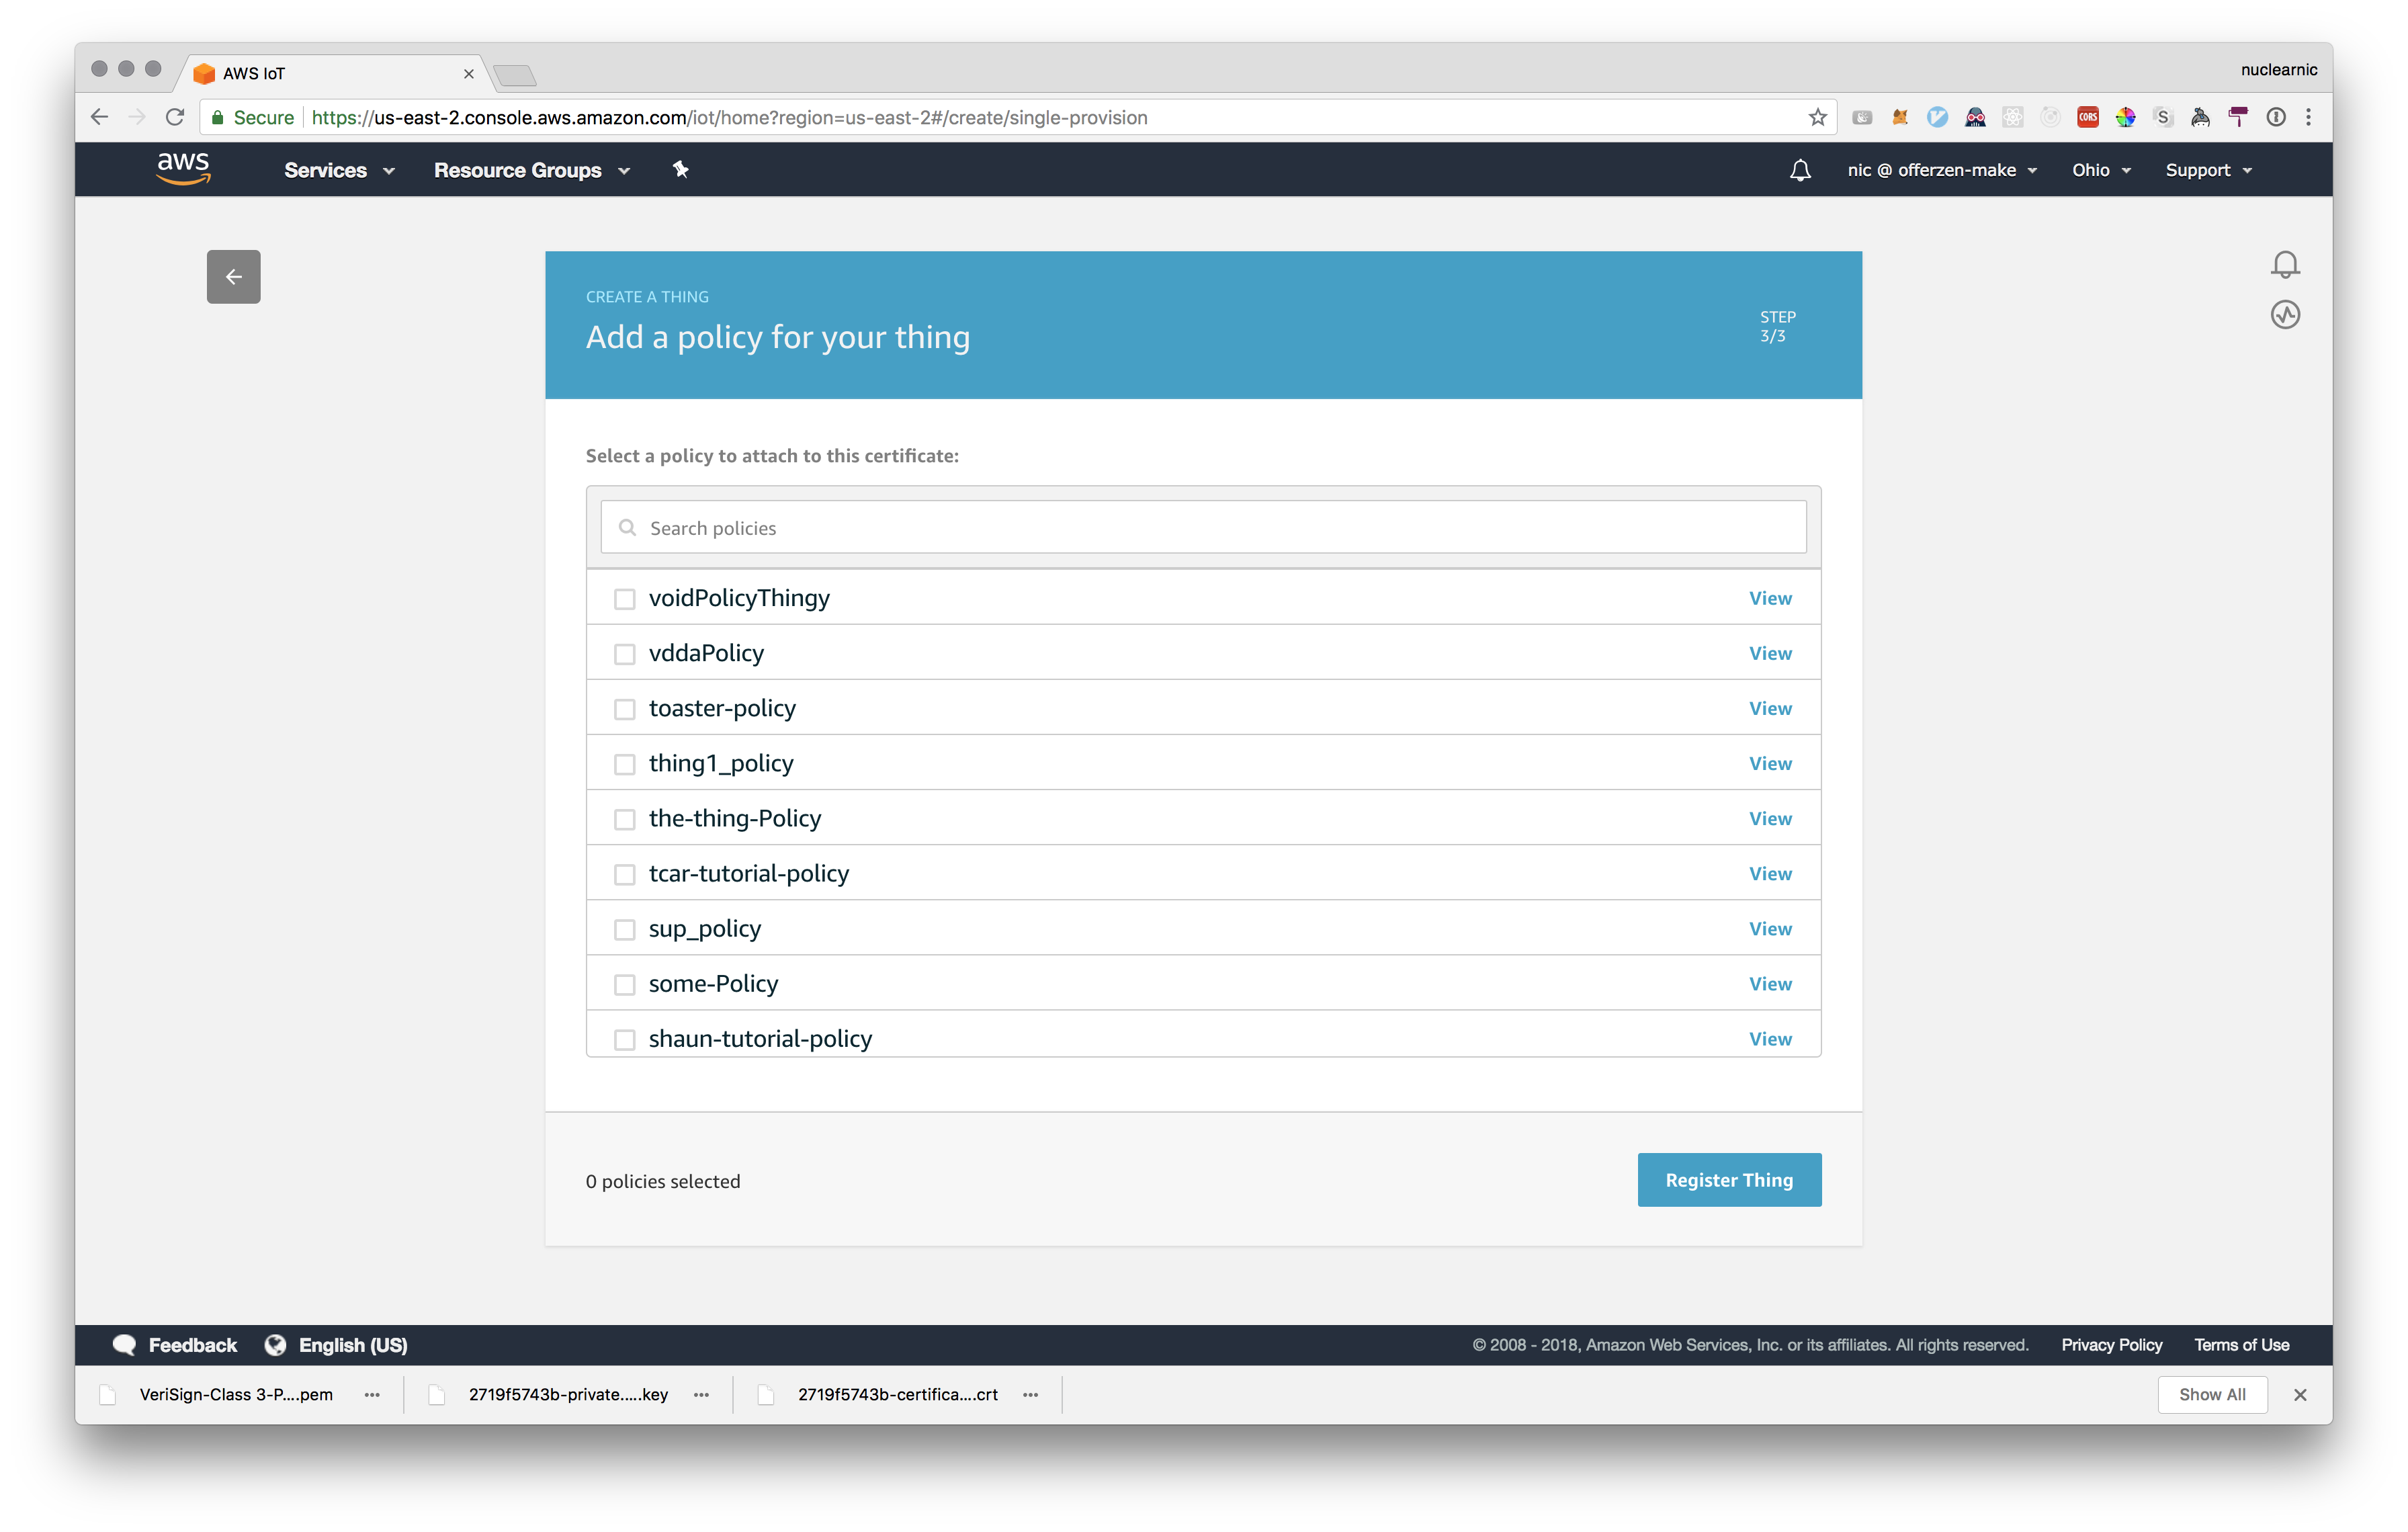 AWS IoT
nuclearnic
Secure https://us-east-2.console.aws.amazon.com/iot/home?region=us-east-2#/create/single-provision
CORS
S
aws Services Resource Groups nic @ offerzen-make Ohio Support
CREATE A THING
Add a policy for your thing
STEP
3/3
Select a policy to attach to this certificate:
Search policies
voidPolicyThingy View
vddaPolicy View
toaster-policy View
thing1_policy View
the-thing-Policy View
tcar-tutorial-policy View
sup_policy View
some-Policy View
shaun-tutorial-policy View
0 policies selected Register Thing
Feedback English (US) © 2008 - 2018, Amazon Web Services, Inc. or its affiliates. All rights reserved. Privacy Policy Terms of Use
VeriSign-Class 3-P....pem 2719f5743b-private.....key 2719f5743b-certifica....crt Show All